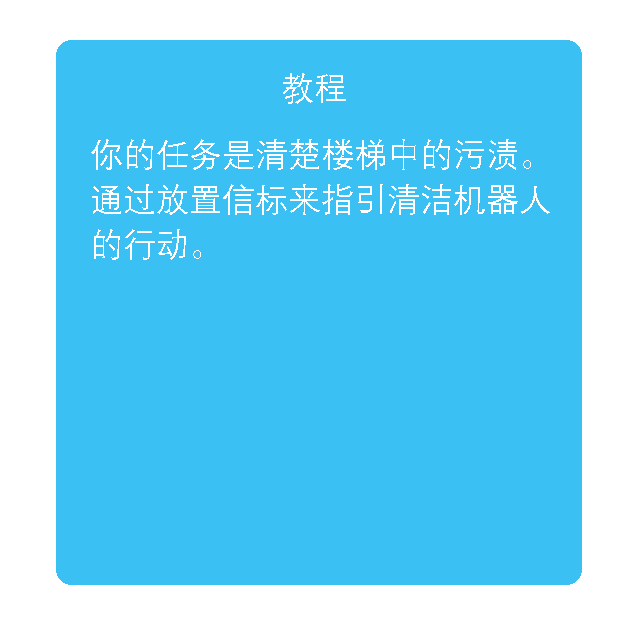 教程
你的任务是清楚楼梯中的污渍。
通过放置信标来指引清洁机器人
的行动。